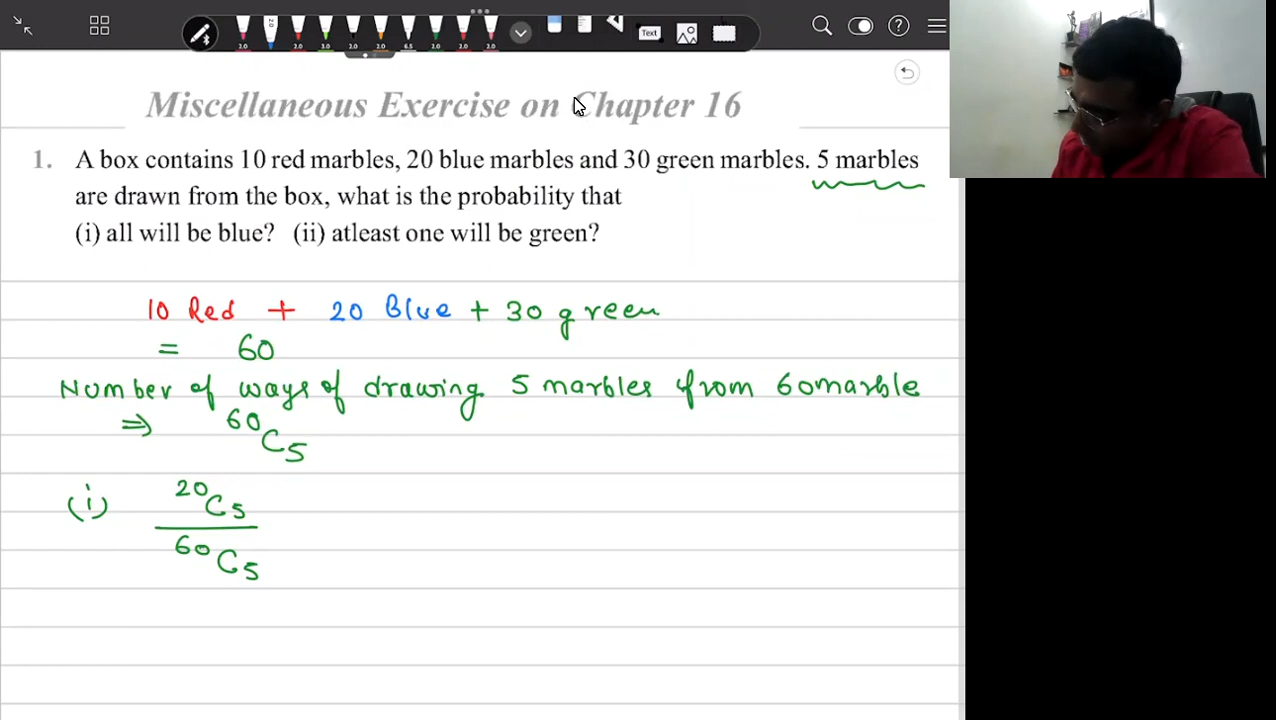 Text
Miscellaneous Exercise on Chapter 16
1. A box contains 10 red marbles, 20 blue marbles and 30 green marbles. 5 marbles
are drawn from the box, what is the probability that
(i) all will be blue? (ii) atleast one will be green?
10 Red + 20 Blue + 30 green
= 60
Number of ways of drawing 5 marbles from 60marble
⇒ ⁶⁰C₅
(i) ²⁰C₅
⁶⁰C₅